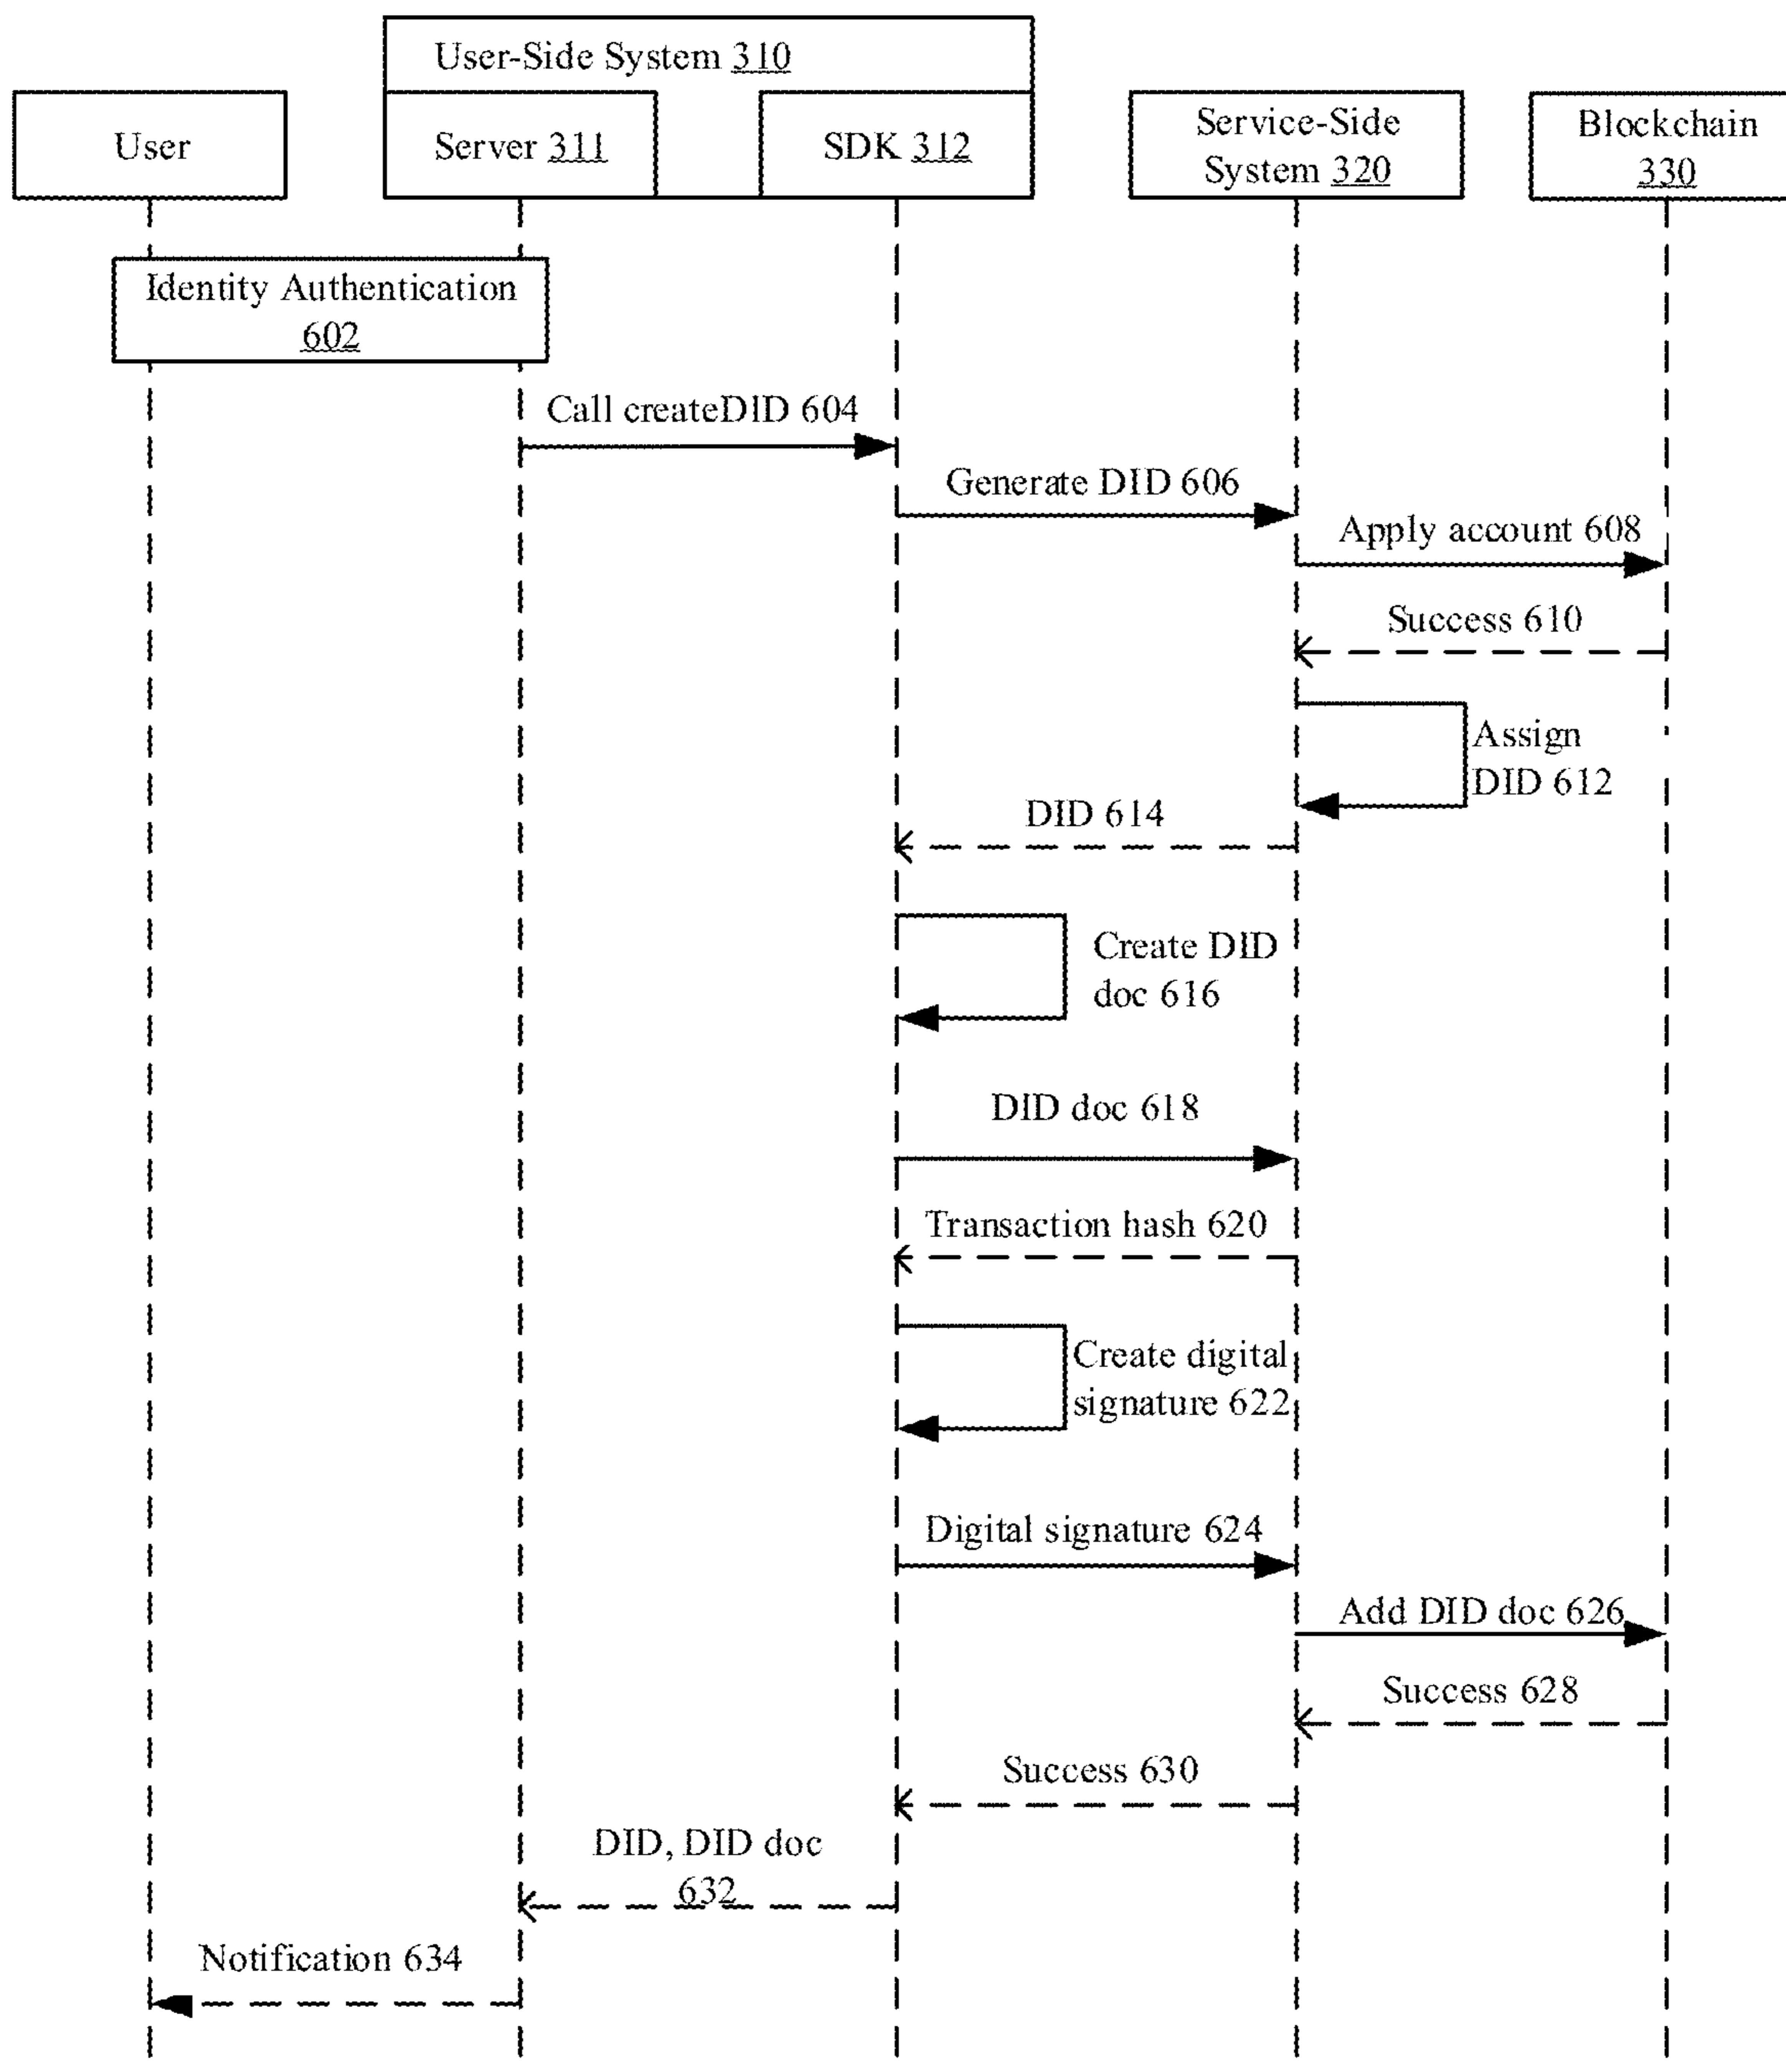 User-Side System 310
User
Server 311
SDK 312
Service-Side
System 320
Blockchain
330
Identity Authentication
602
Call createDID 604
Generate DID 606
Apply account 608
Success 610
Assign
DID 612
DID 614
Create DID
doc 616
DID doc 618
Transaction hash 620
Create digital
signature 622
Digital signature 624
Add DID doc 626
Success 628
Success 630
DID, DID doc
632
Notification 634